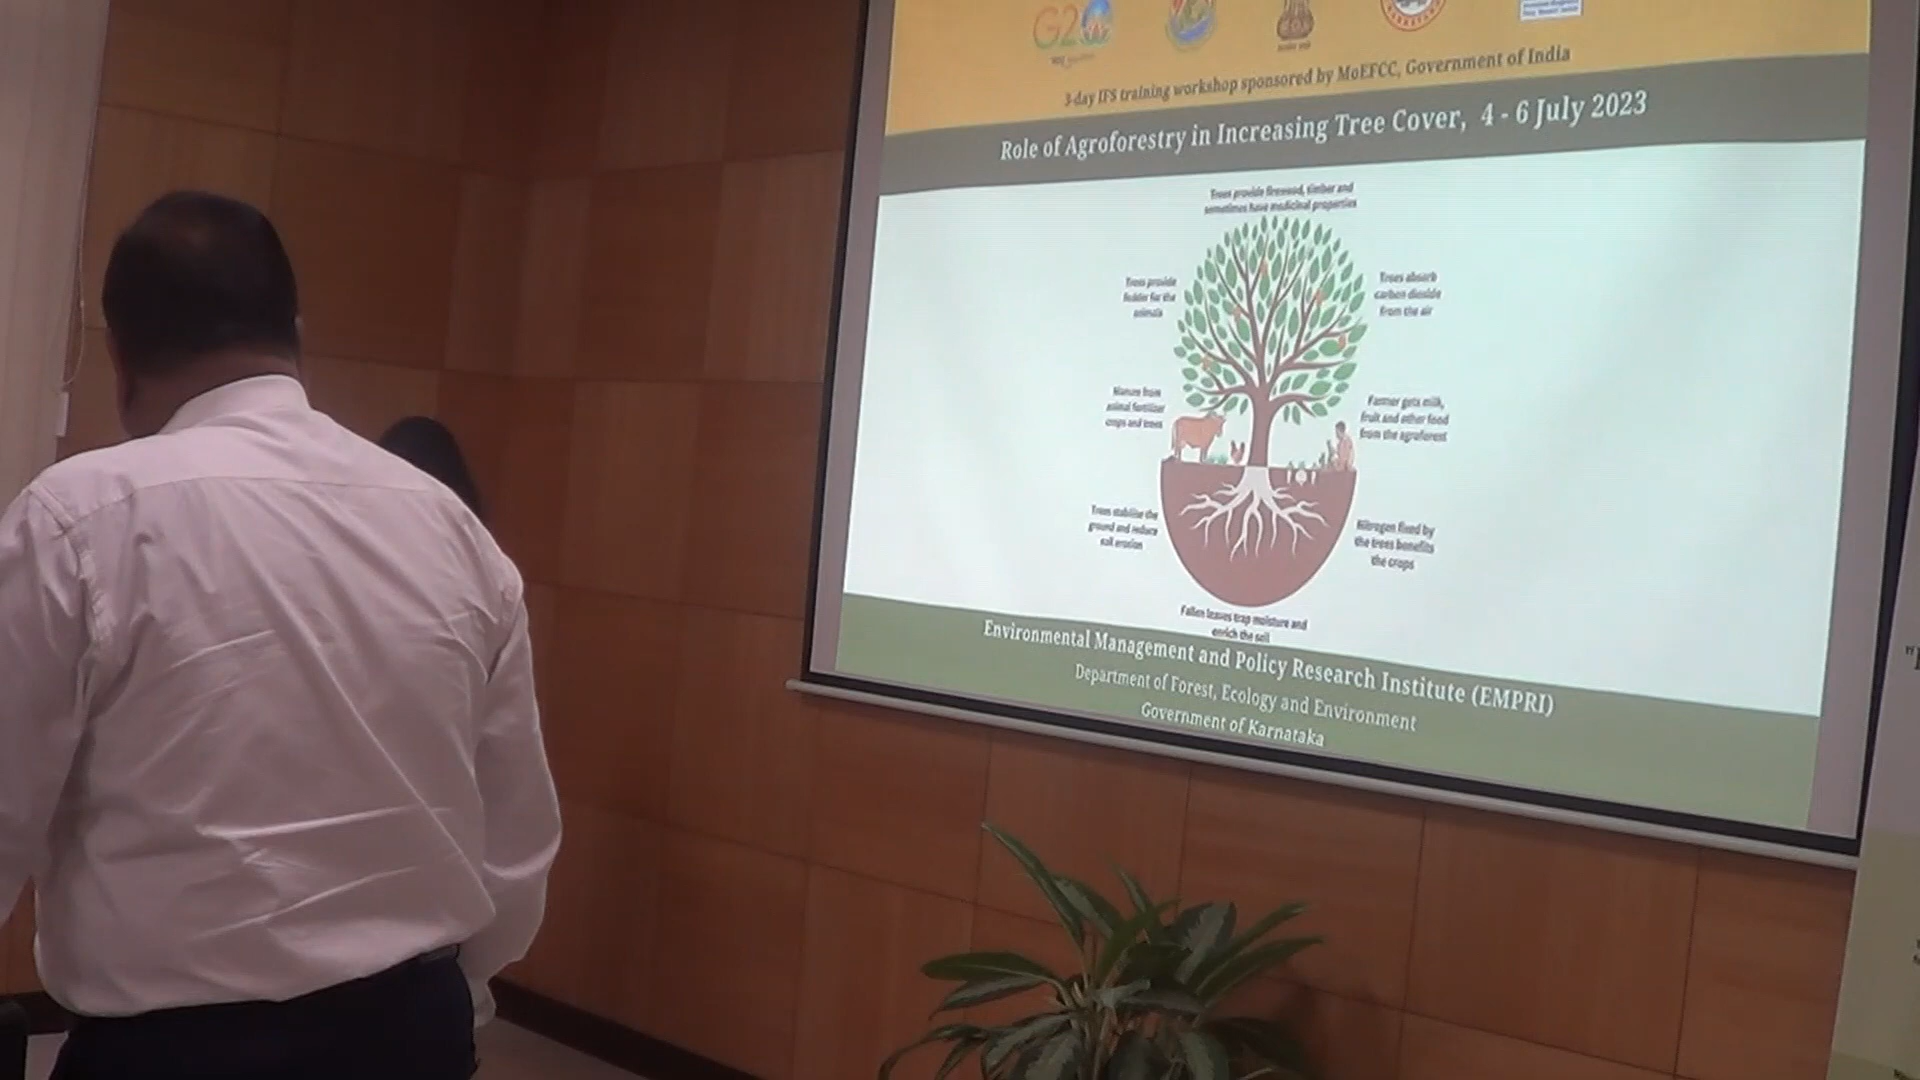 G20
3-day IFS training workshop sponsored by MoEFCC, Government of India
Role of Agroforestry in Increasing Tree Cover, 4 - 6 July 2023
Trees provide firewood, timber and
sometimes have medicinal properties
Trees provide
fodder for the
animals
Trees absorb
carbon dioxide
from the air
Manure from
animal fertilizer
crops and trees
Farmer gets milk,
fruit and other food
from the agroforest
Trees stabilise the
ground and reduce
soil erosion
Nitrogen fixed by
the trees benefits
the crops
Fallen leaves trap moisture and
enrich the soil
Environmental Management and Policy Research Institute (EMPRI)
Department of Forest, Ecology and Environment
Government of Karnataka